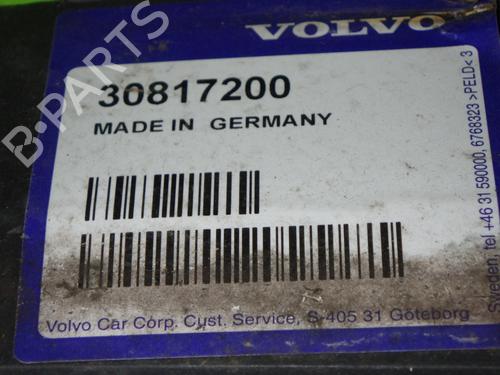 VOLVO
30817200
MADE IN GERMANY
Volvo Car Corp. Cust. Service, S-405 31 Göteborg
Sweden, tel +46 31 590000, 6768323 >PELD< 3
B-PARTS